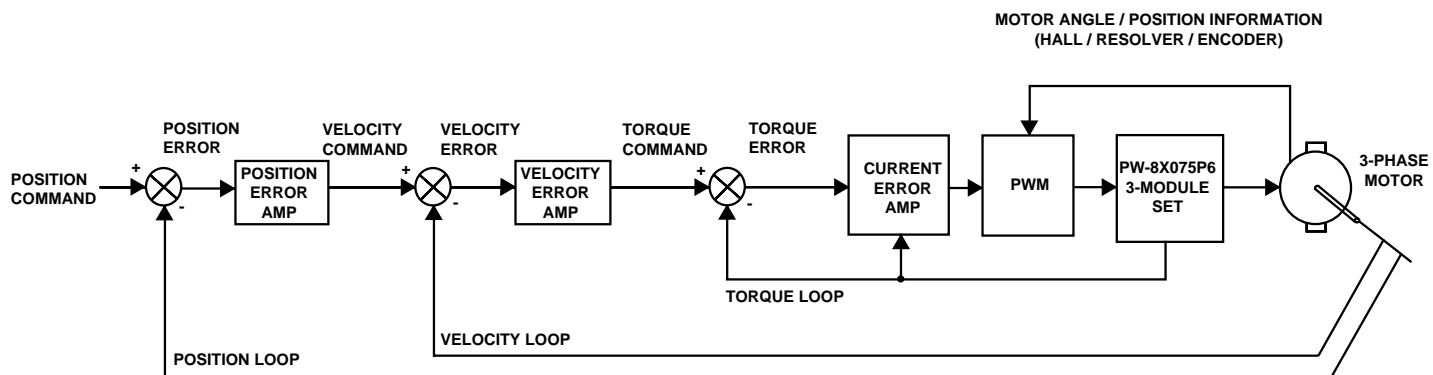 MOTOR ANGLE / POSITION INFORMATION
(HALL / RESOLVER / ENCODER)
POSITION
COMMAND
+
-
POSITION
ERROR
POSITION
ERROR
AMP
VELOCITY
COMMAND
+
-
VELOCITY
ERROR
VELOCITY
ERROR
AMP
TORQUE
COMMAND
+
-
TORQUE
ERROR
CURRENT
ERROR
AMP
PWM
PW-8X075P6
3-MODULE
SET
3-PHASE
MOTOR
TORQUE LOOP
VELOCITY LOOP
POSITION LOOP